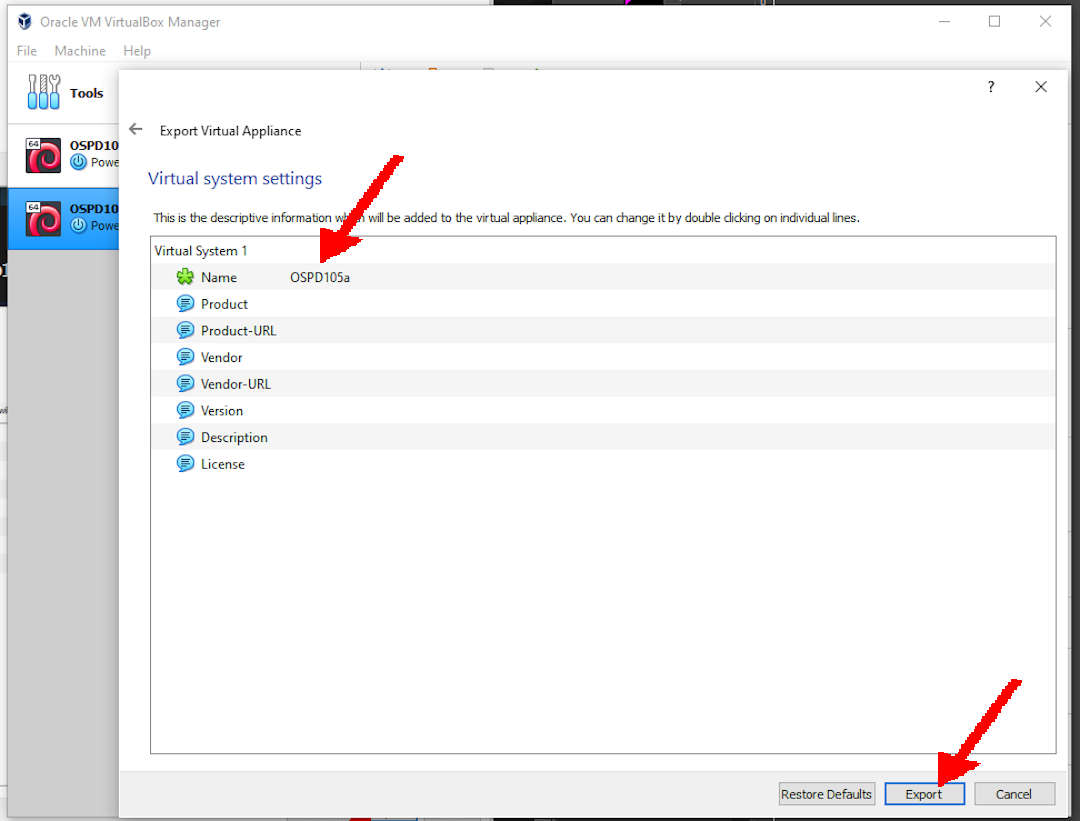 Oracle VM VirtualBox Manager
File Machine Help
Tools
64 OSPD10
Powe
64 OSPD10
Powe
?
Export Virtual Appliance
Virtual system settings
This is the descriptive information will be added to the virtual appliance. You can change it by double clicking on individual lines.
Virtual System 1
Name OSPD105a
Product
Product-URL
Vendor
Vendor-URL
Version
Description
License
Restore Defaults Export Cancel